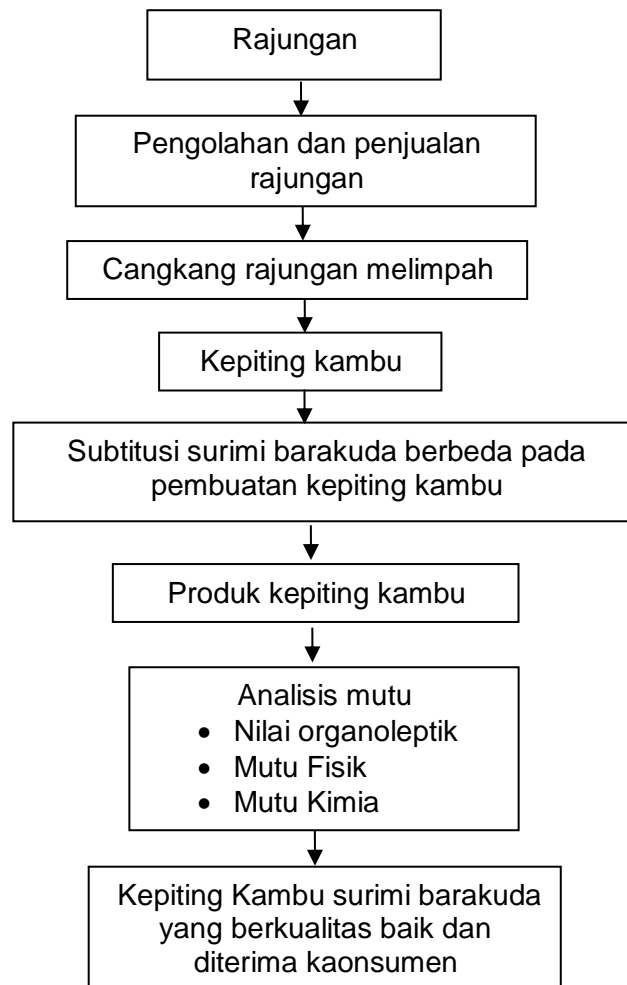 Rajungan
Pengolahan dan penjualan
rajungan
Cangkang rajungan melimpah
Kepiting kambu
Subtitusi surimi barakuda berbeda pada
pembuatan kepiting kambu
Produk kepiting kambu
Analisis mutu
• Nilai organoleptik
• Mutu Fisik
• Mutu Kimia
Kepiting Kambu surimi barakuda
yang berkualitas baik dan
diterima kaonsumen